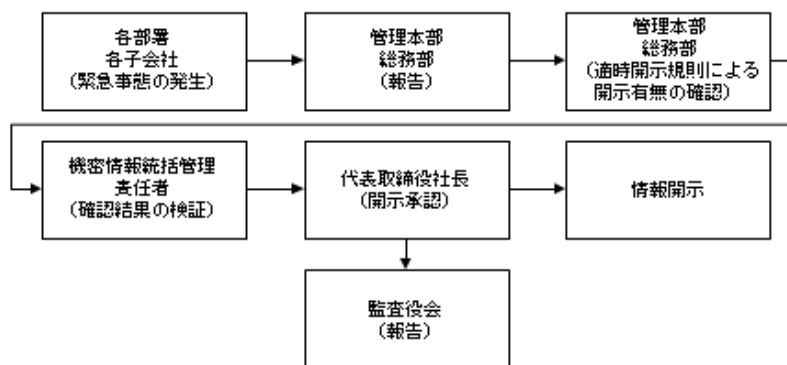 各部署
各子会社
(緊急事態の発生)
管理本部
総務部
(報告)
管理本部
総務部
(適時開示規則による
開示有無の確認)
機密情報統括管理
責任者
(確認結果の検証)
代表取締役社長
(開示承認)
情報開示
監査役会
(報告)